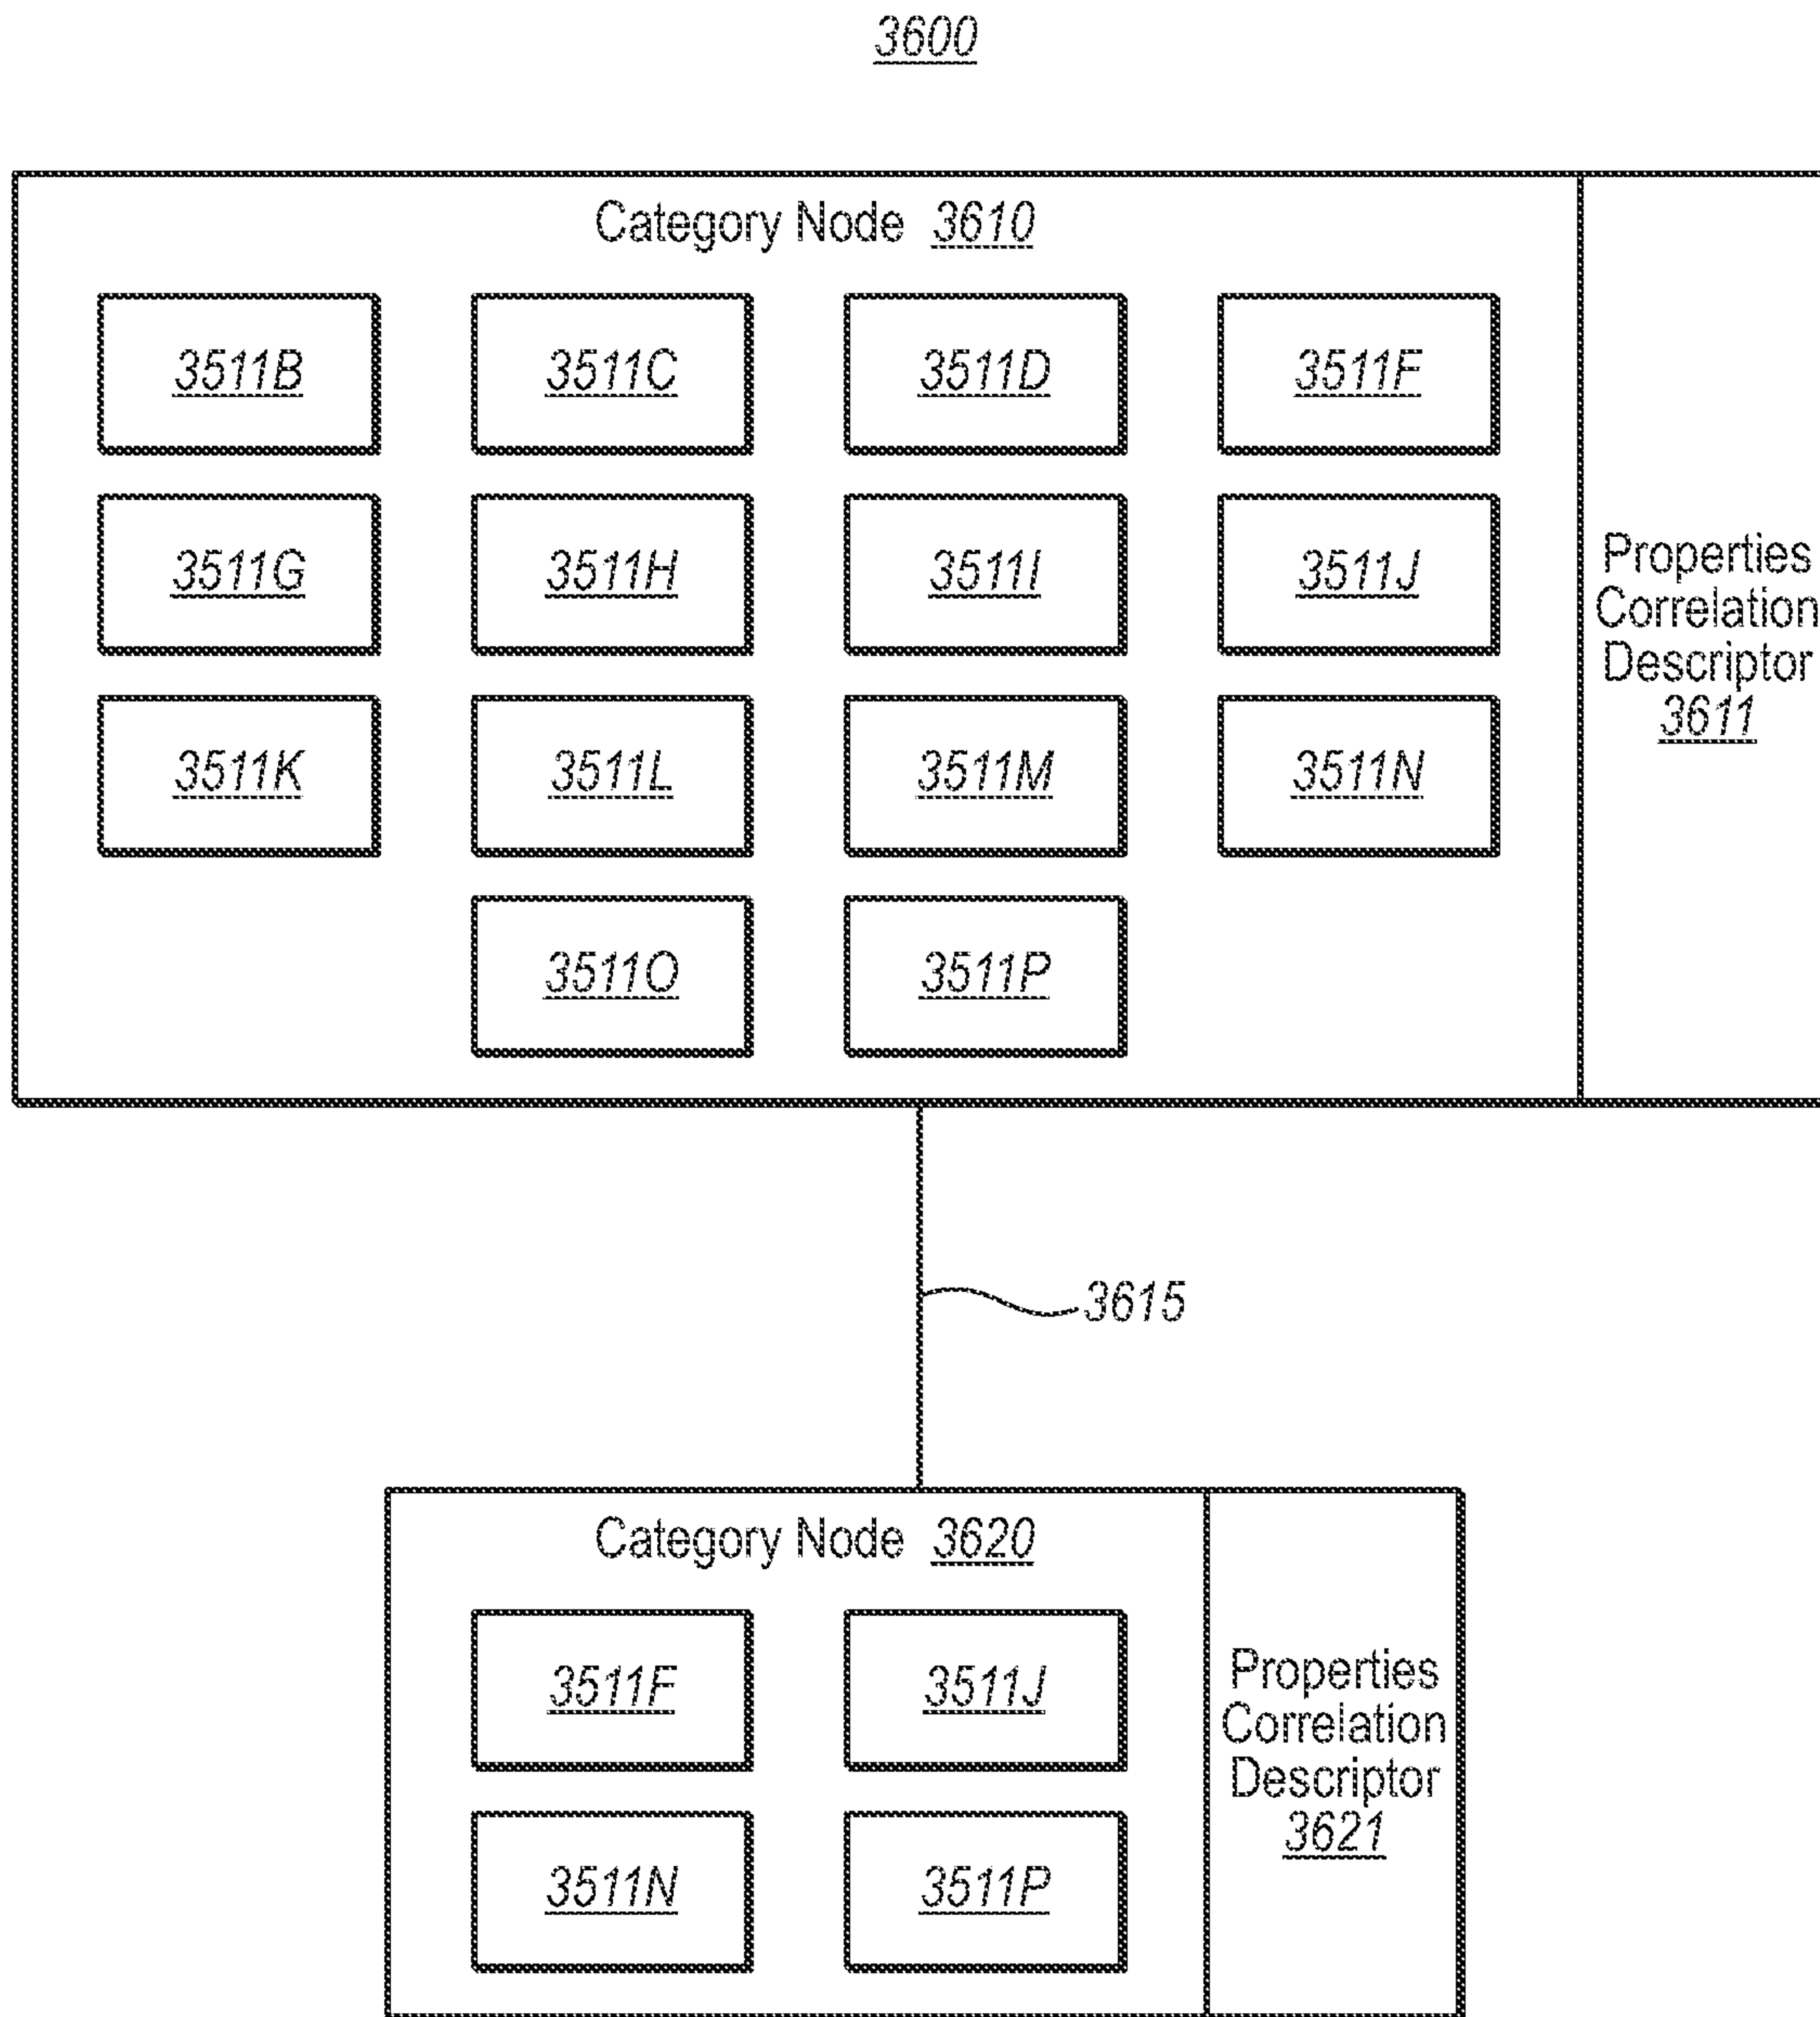 3600
Category Node 3610
3511B 3511C 3511D 3511F
3511G 3511H 3511I 3511J
3511K 3511L 3511M 3511N
3511O 3511P
Properties
Correlation
Descriptor
3611
3615
Category Node 3620
3511F 3511J
3511N 3511P
Properties
Correlation
Descriptor
3621